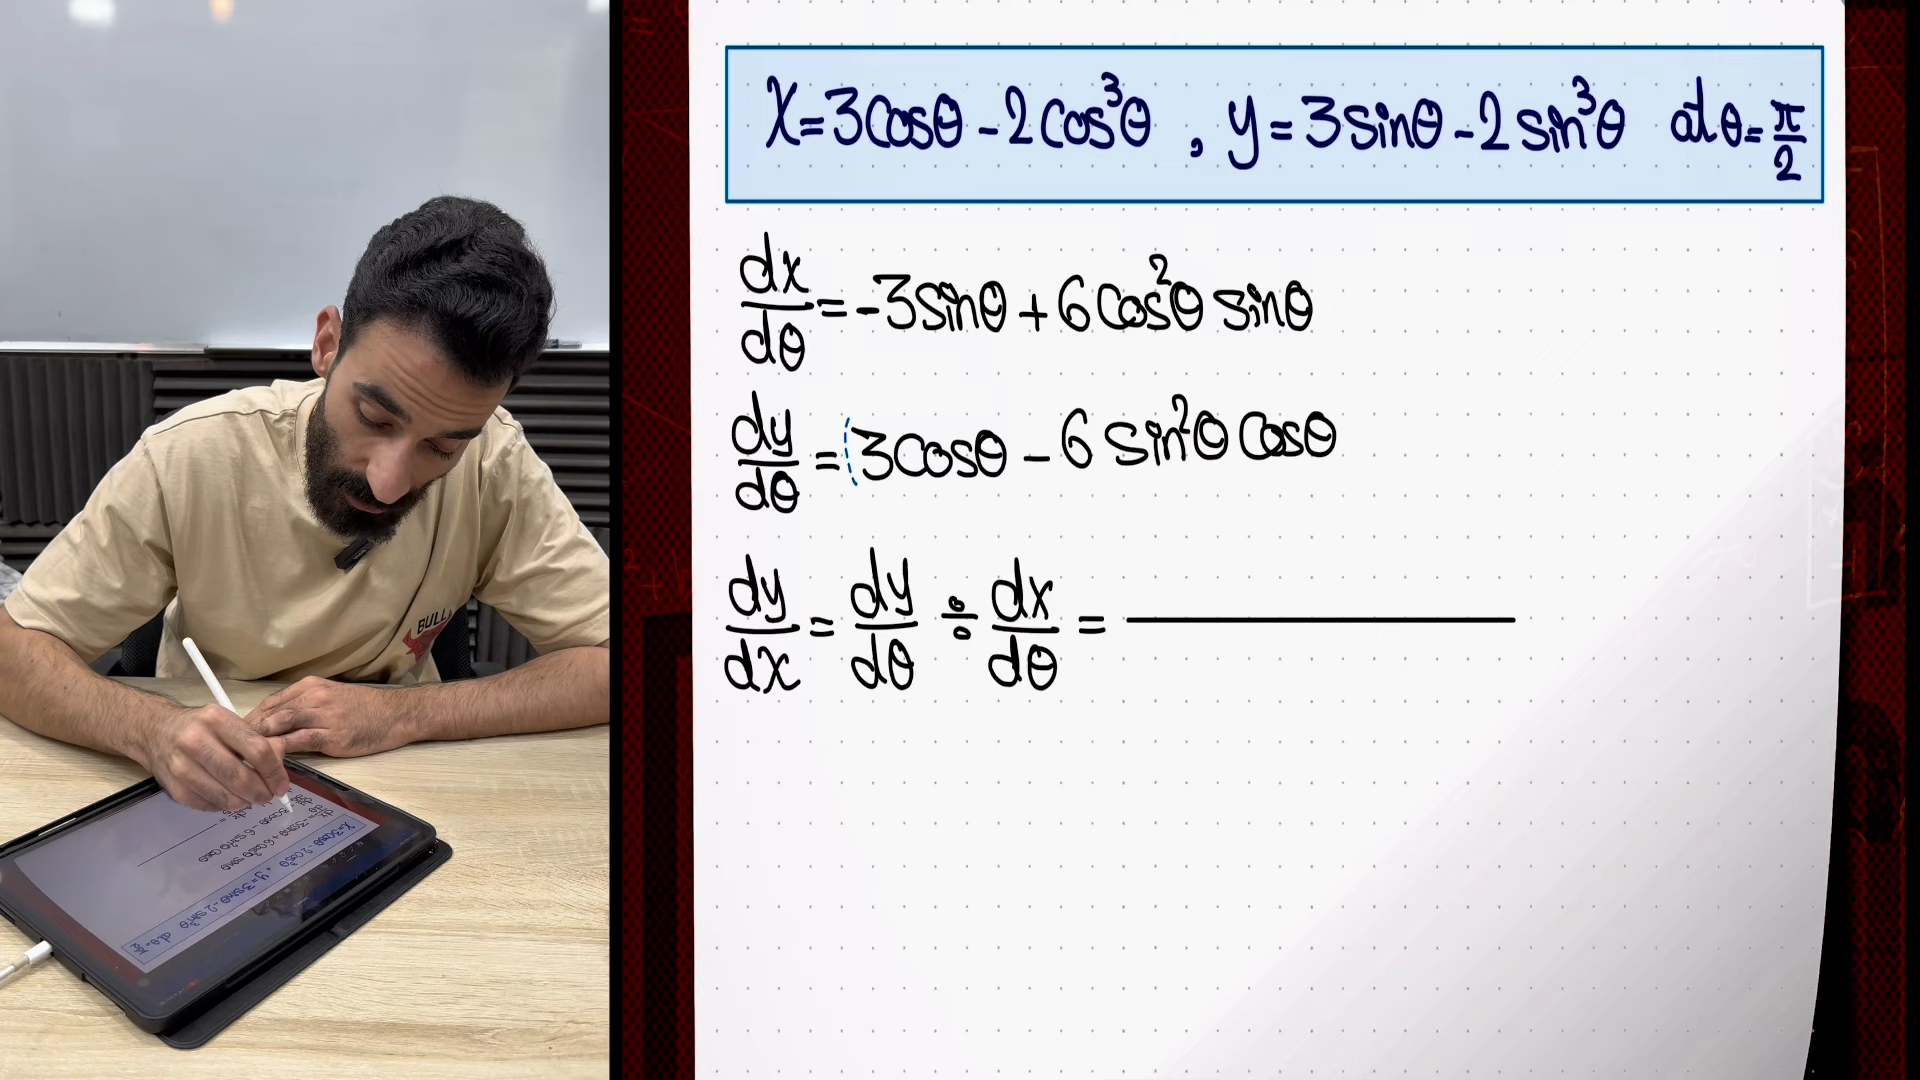 x=3cosθ-2cos³θ , y=3sinθ-2sin³θ at θ=π/2
dx/dθ=-3sinθ+6cos²θ sinθ
dy/dθ=(3cosθ-6 sin²θ cosθ
dy/dx=dy/dθ÷dx/dθ=
BULL